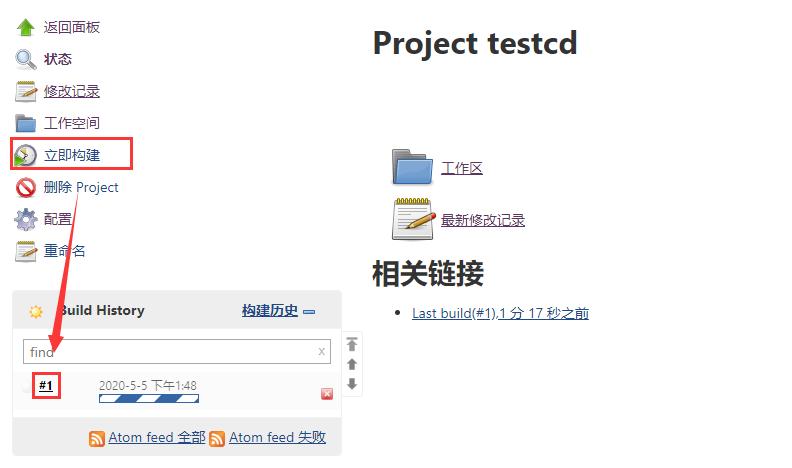 返回面板
状态
修改记录
工作空间
立即构建
删除 Project
配置
重命名
Build History 构建历史
find x
#1 2020-5-5 下午1:48
Atom feed 全部 Atom feed 失败
Project testcd
工作区
最新修改记录
相关链接
Last build(#1),1 分 17 秒之前